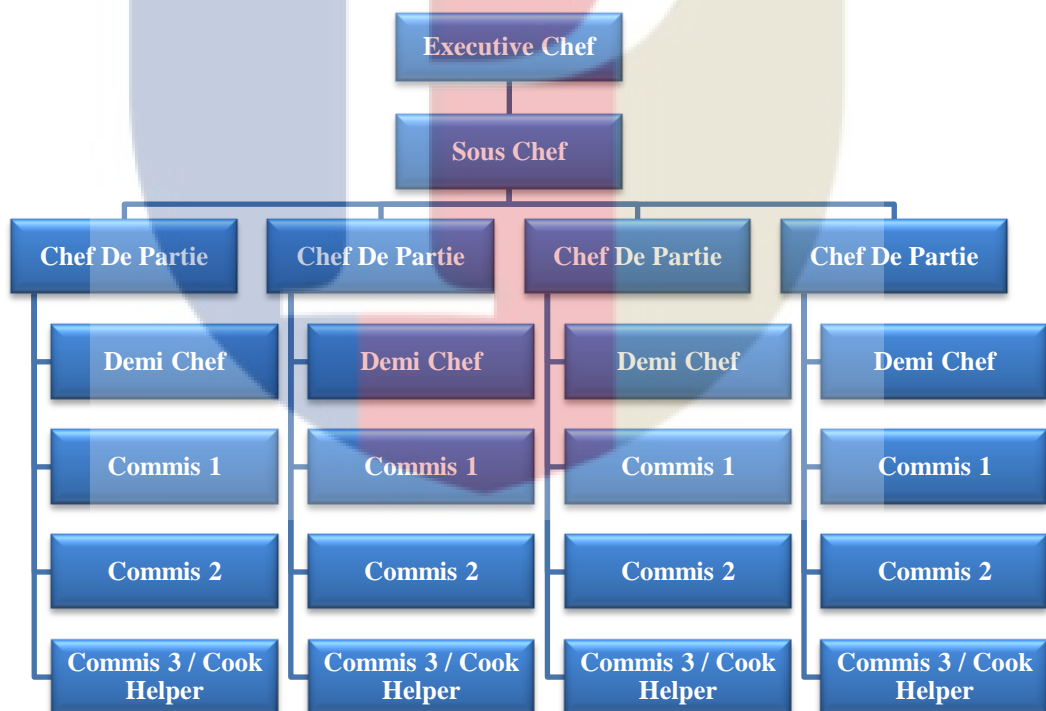 Executive Chef
Sous Chef
Chef De Partie
Chef De Partie
Chef De Partie
Chef De Partie
Demi Chef
Demi Chef
Demi Chef
Demi Chef
Commis 1
Commis 1
Commis 1
Commis 1
Commis 2
Commis 2
Commis 2
Commis 2
Commis 3 / Cook
Helper
Commis 3 / Cook
Helper
Commis 3 / Cook
Helper
Commis 3 / Cook
Helper